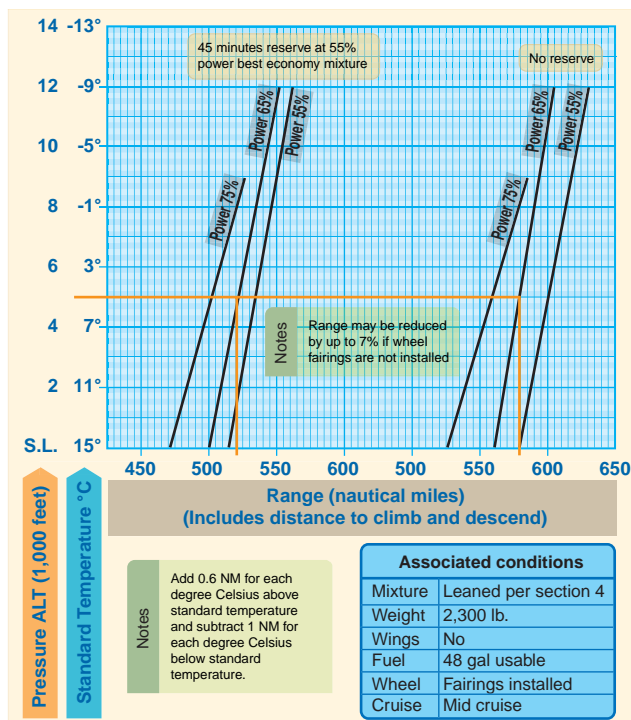 14 -13°
45 minutes reserve at 55%
power best economy mixture
No reserve
12 -9°
Power 65%
Power 55%
Power 65%
Power 55%
10 -5°
Power 75%
Power 75%
8 -1°
6 3°
Notes
Range may be reduced
by up to 7% if wheel
fairings are not installed
4 7°
2 11°
S.L. 15°
450 500 550 600 500 550 600 650
Range (nautical miles)
(Includes distance to climb and descend)
Pressure ALT (1,000 feet)
Standard Temperature °C
Notes
Add 0.6 NM for each
degree Celsius above
standard temperature
and subtract 1 NM for
each degree Celsius
below standard
temperature.
Associated conditions
Mixture Leaned per section 4
Weight 2,300 lb.
Wings No
Fuel 48 gal usable
Wheel Fairings installed
Cruise Mid cruise